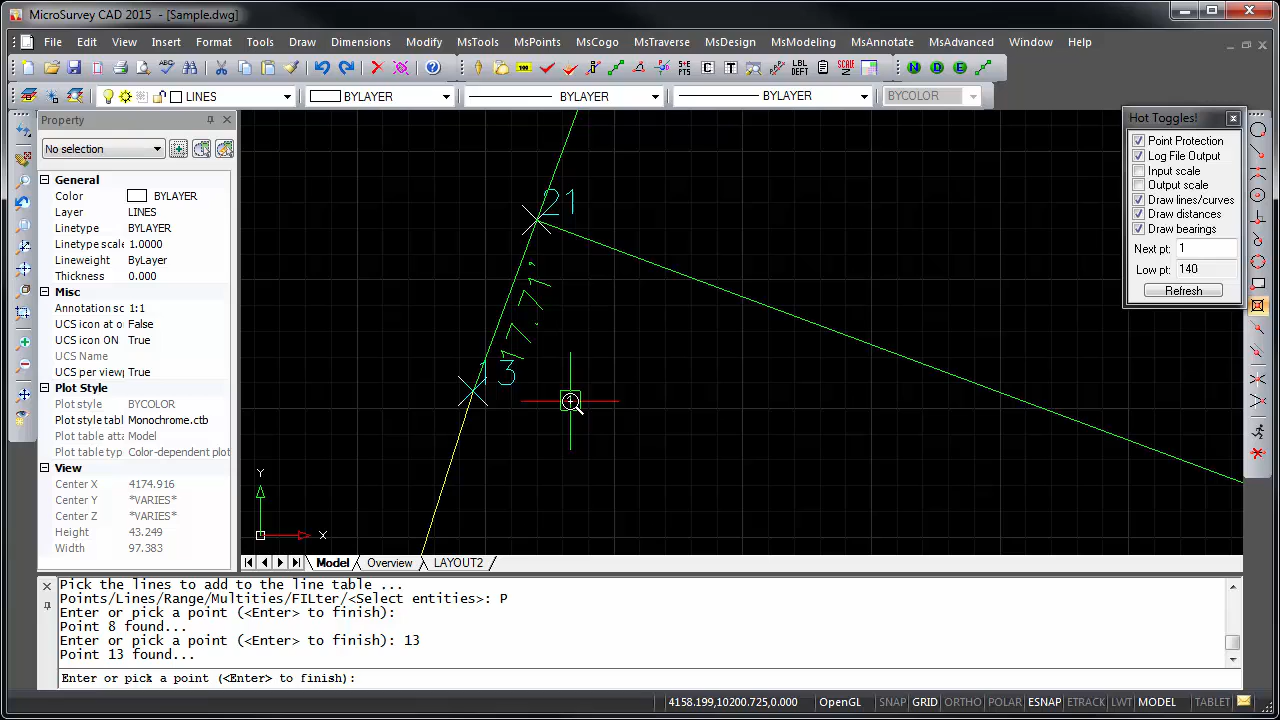 MicroSurvey CAD 2015 - [Sample.dwg]
File Edit View Insert Format Tools Draw Dimensions Modify MsTools MsPoints MsCogo MsTraverse MsDesign MsModeling MsAnnotate MsAdvanced Window Help
LINES BYLAYER BYLAYER BYLAYER BYCOLOR
Property
No selection
General
Color BYLAYER
Layer LINES
Linetype BYLAYER
Linetype scale 1.0000
Lineweight ByLayer
Thickness 0.000
Misc
Annotation sc 1:1
UCS icon at o False
UCS icon ON True
UCS Name
UCS per viewp True
Plot Style
Plot style BYCOLOR
Plot style tabl Monochrome.ctb
Plot table atta Model
Plot table typ Color-dependent plot
View
Center X 4174.916
Center Y *VARIES*
Center Z *VARIES*
Height 43.249
Width 97.383
21
13
Y
X
Hot Toggles!
Point Protection
Log File Output
Input scale
Output scale
Draw lines/curves
Draw distances
Draw bearings
Next pt: 1
Low pt: 140
Refresh
Model Overview LAYOUT2
Pick the lines to add to the line table ...
Points/Lines/Range/Multities/FILter/<Select entities>: P
Enter or pick a point (<Enter> to finish):
Point 8 found...
Enter or pick a point (<Enter> to finish): 13
Point 13 found...
Enter or pick a point (<Enter> to finish):
4158.199,10200.725,0.000 OpenGL SNAP GRID ORTHO POLAR ESNAP ETRACK LWT MODEL TABLET